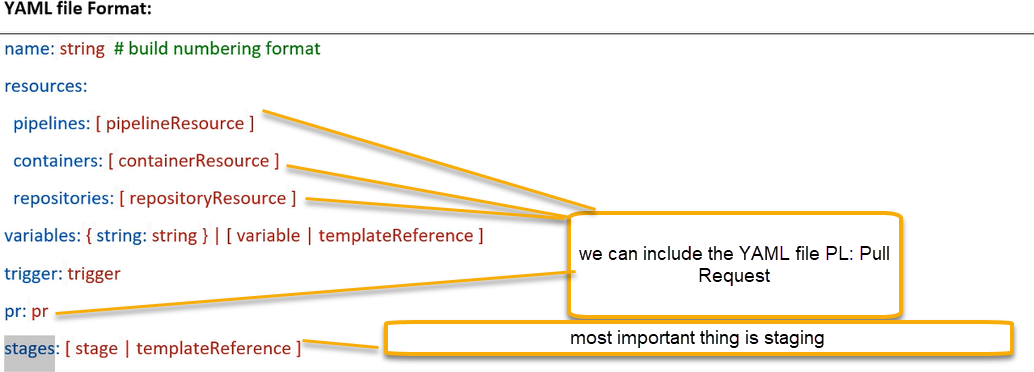 YAML file Format:
name: string  # build numbering format
resources:
  pipelines: [ pipelineResource ]
  containers: [ containerResource ]
  repositories: [ repositoryResource ]
variables: { string: string } | [ variable | templateReference ]
trigger: trigger
pr: pr
stages: [ stage | templateReference ]
we can include the YAML file PL: Pull
Request
most important thing is staging